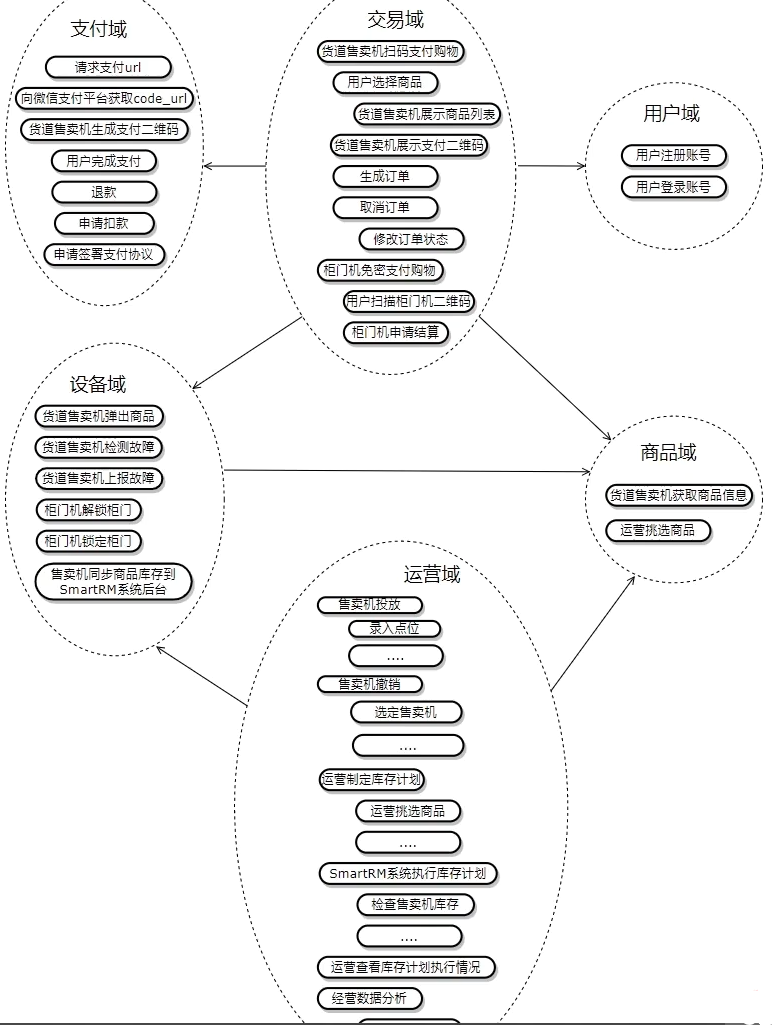 支付域
请求支付url
向微信支付平台获取code_url
货道售卖机生成支付二维码
用户完成支付
退款
申请扣款
申请签署支付协议
交易域
货道售卖机扫码支付购物
用户选择商品
货道售卖机展示商品列表
货道售卖机展示支付二维码
生成订单
取消订单
修改订单状态
柜门机免密支付购物
用户扫描柜门机二维码
柜门机申请结算
用户域
用户注册账号
用户登录账号
设备域
货道售卖机弹出商品
货道售卖机检测故障
货道售卖机上报故障
柜门机解锁柜门
柜门机锁定柜门
售卖机同步商品库存到
SmartRM系统后台
商品域
货道售卖机获取商品信息
运营挑选商品
运营域
售卖机投放
录入点位
....
售卖机撤销
选定售卖机
....
运营制定库存计划
运营挑选商品
....
SmartRM系统执行库存计划
检查售卖机库存
....
运营查看库存计划执行情况
经营数据分析